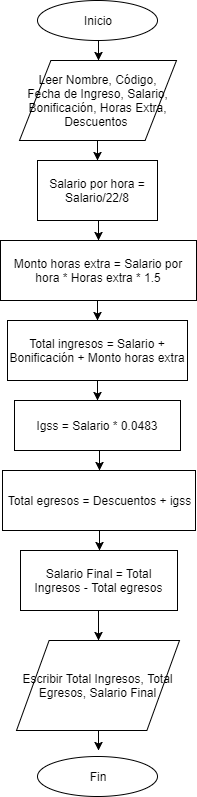 Inicio
Leer Nombre, Código,
Fecha de Ingreso, Salario,
Bonificación, Horas Extra,
Descuentos
Salario por hora =
Salario/22/8
Monto horas extra = Salario por
hora * Horas extra * 1.5
Total ingresos = Salario +
Bonificación + Monto horas extra
Igss = Salario * 0.0483
Total egresos = Descuentos + igss
Salario Final = Total
Ingresos - Total egresos
Escribir Total Ingresos, Total
Egresos, Salario Final
Fin